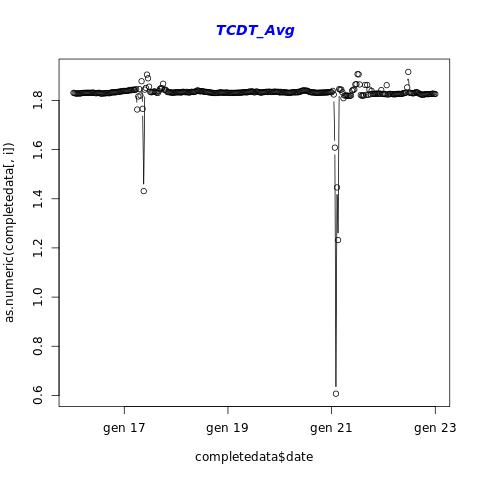 TCDT_Avg
as.numeric(completedata[, i])
1.8
1.6
1.4
1.2
1.0
0.8
0.6
gen 17
gen 19
gen 21
gen 23
completedata$date